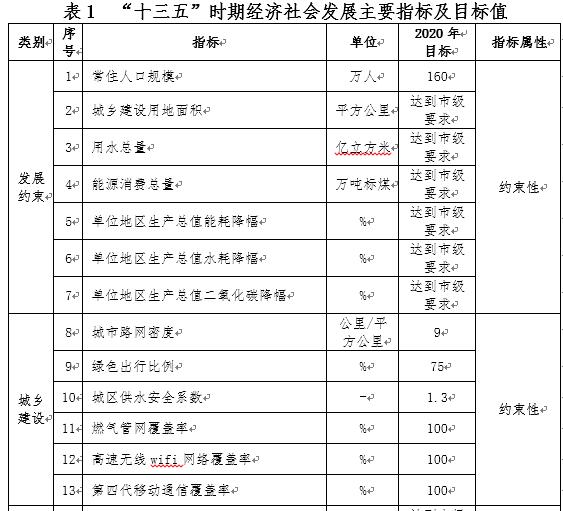 表 1 “十三五”时期经济社会发展主要指标及目标值
类别 序号 指标 单位 2020 年目标 指标属性
发展约束 1 常住人口规模 万人 160 约束性
2 城乡建设用地面积 平方公里 达到市级要求
3 用水总量 亿立方米 达到市级要求
4 能源消费总量 万吨标煤 达到市级要求
5 单位地区生产总值能耗降幅 % 达到市级要求
6 单位地区生产总值水耗降幅 % 达到市级要求
7 单位地区生产总值二氧化碳降幅 % 达到市级要求
城乡建设 8 城市路网密度 公里/平方公里 9 约束性
9 绿色出行比例 % 75
10 城区供水安全系数 - 1.3
11 燃气管网覆盖率 % 100
12 高速无线 wifi 网络覆盖率 % 100
13 第四代移动通信覆盖率 % 100